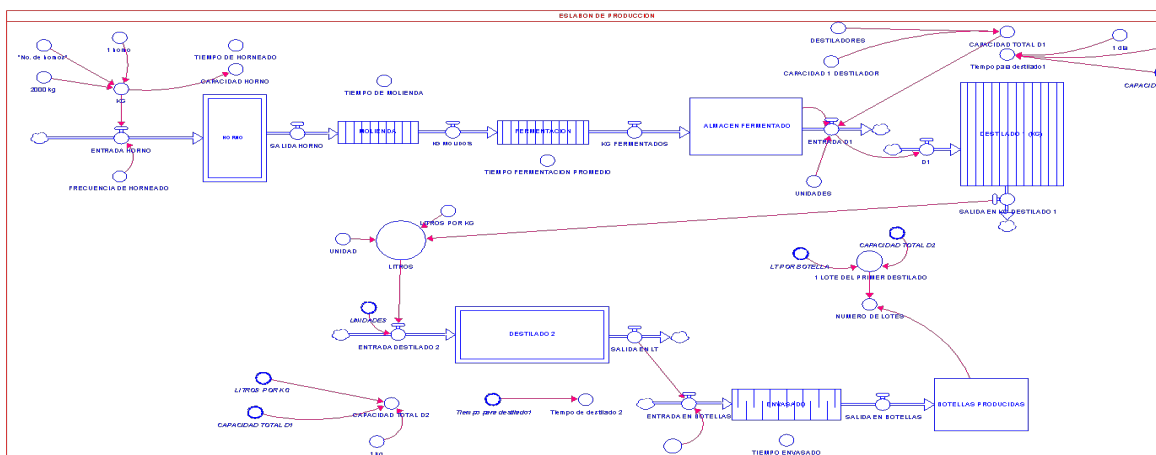 ESLABON DE PRODUCCION
"No. de hornos"
1 horno
2000 kg
KG
TIEMPO DE HORNEADO
CAPACIDAD HORNO
ENTRADA HORNO
FRECUENCIA DE HORNEADO
HORNO
SALIDA HORNO
TIEMPO DE MOLIENDA
MOLIENDA
KG MOLIDOS
FERMENTACION
TIEMPO FERMENTACION PROMEDIO
KG FERMENTADOS
ALMACEN FERMENTADO
DESTILADORES
CAPACIDAD 1 DESTILADOR
CAPACIDAD TOTAL D1
Tiempo para destilado1
1 dia
CAPACID
ENTRADA D1
UNIDADES
D1
DESTILADO 1 (KG)
SALIDA EN KG DESTILADO 1
LITROS POR KG
UNIDAD
LITROS
CAPACIDAD TOTAL D2
LT POR BOTELLA
1 LOTE DEL PRIMER DESTILADO
NUMERO DE LOTES
UNIDADES
ENTRADA DESTILADO 2
DESTILADO 2
SALIDA EN LT
LITROS POR KG
CAPACIDAD TOTAL D1
CAPACIDAD TOTAL D2
1 kg
Tiempo para destilado1
Tiempo de destilado 2
ENTRADA EN BOTELLAS
ENVASADO
TIEMPO ENVASADO
SALIDA EN BOTELLAS
BOTELLAS PRODUCIDAS